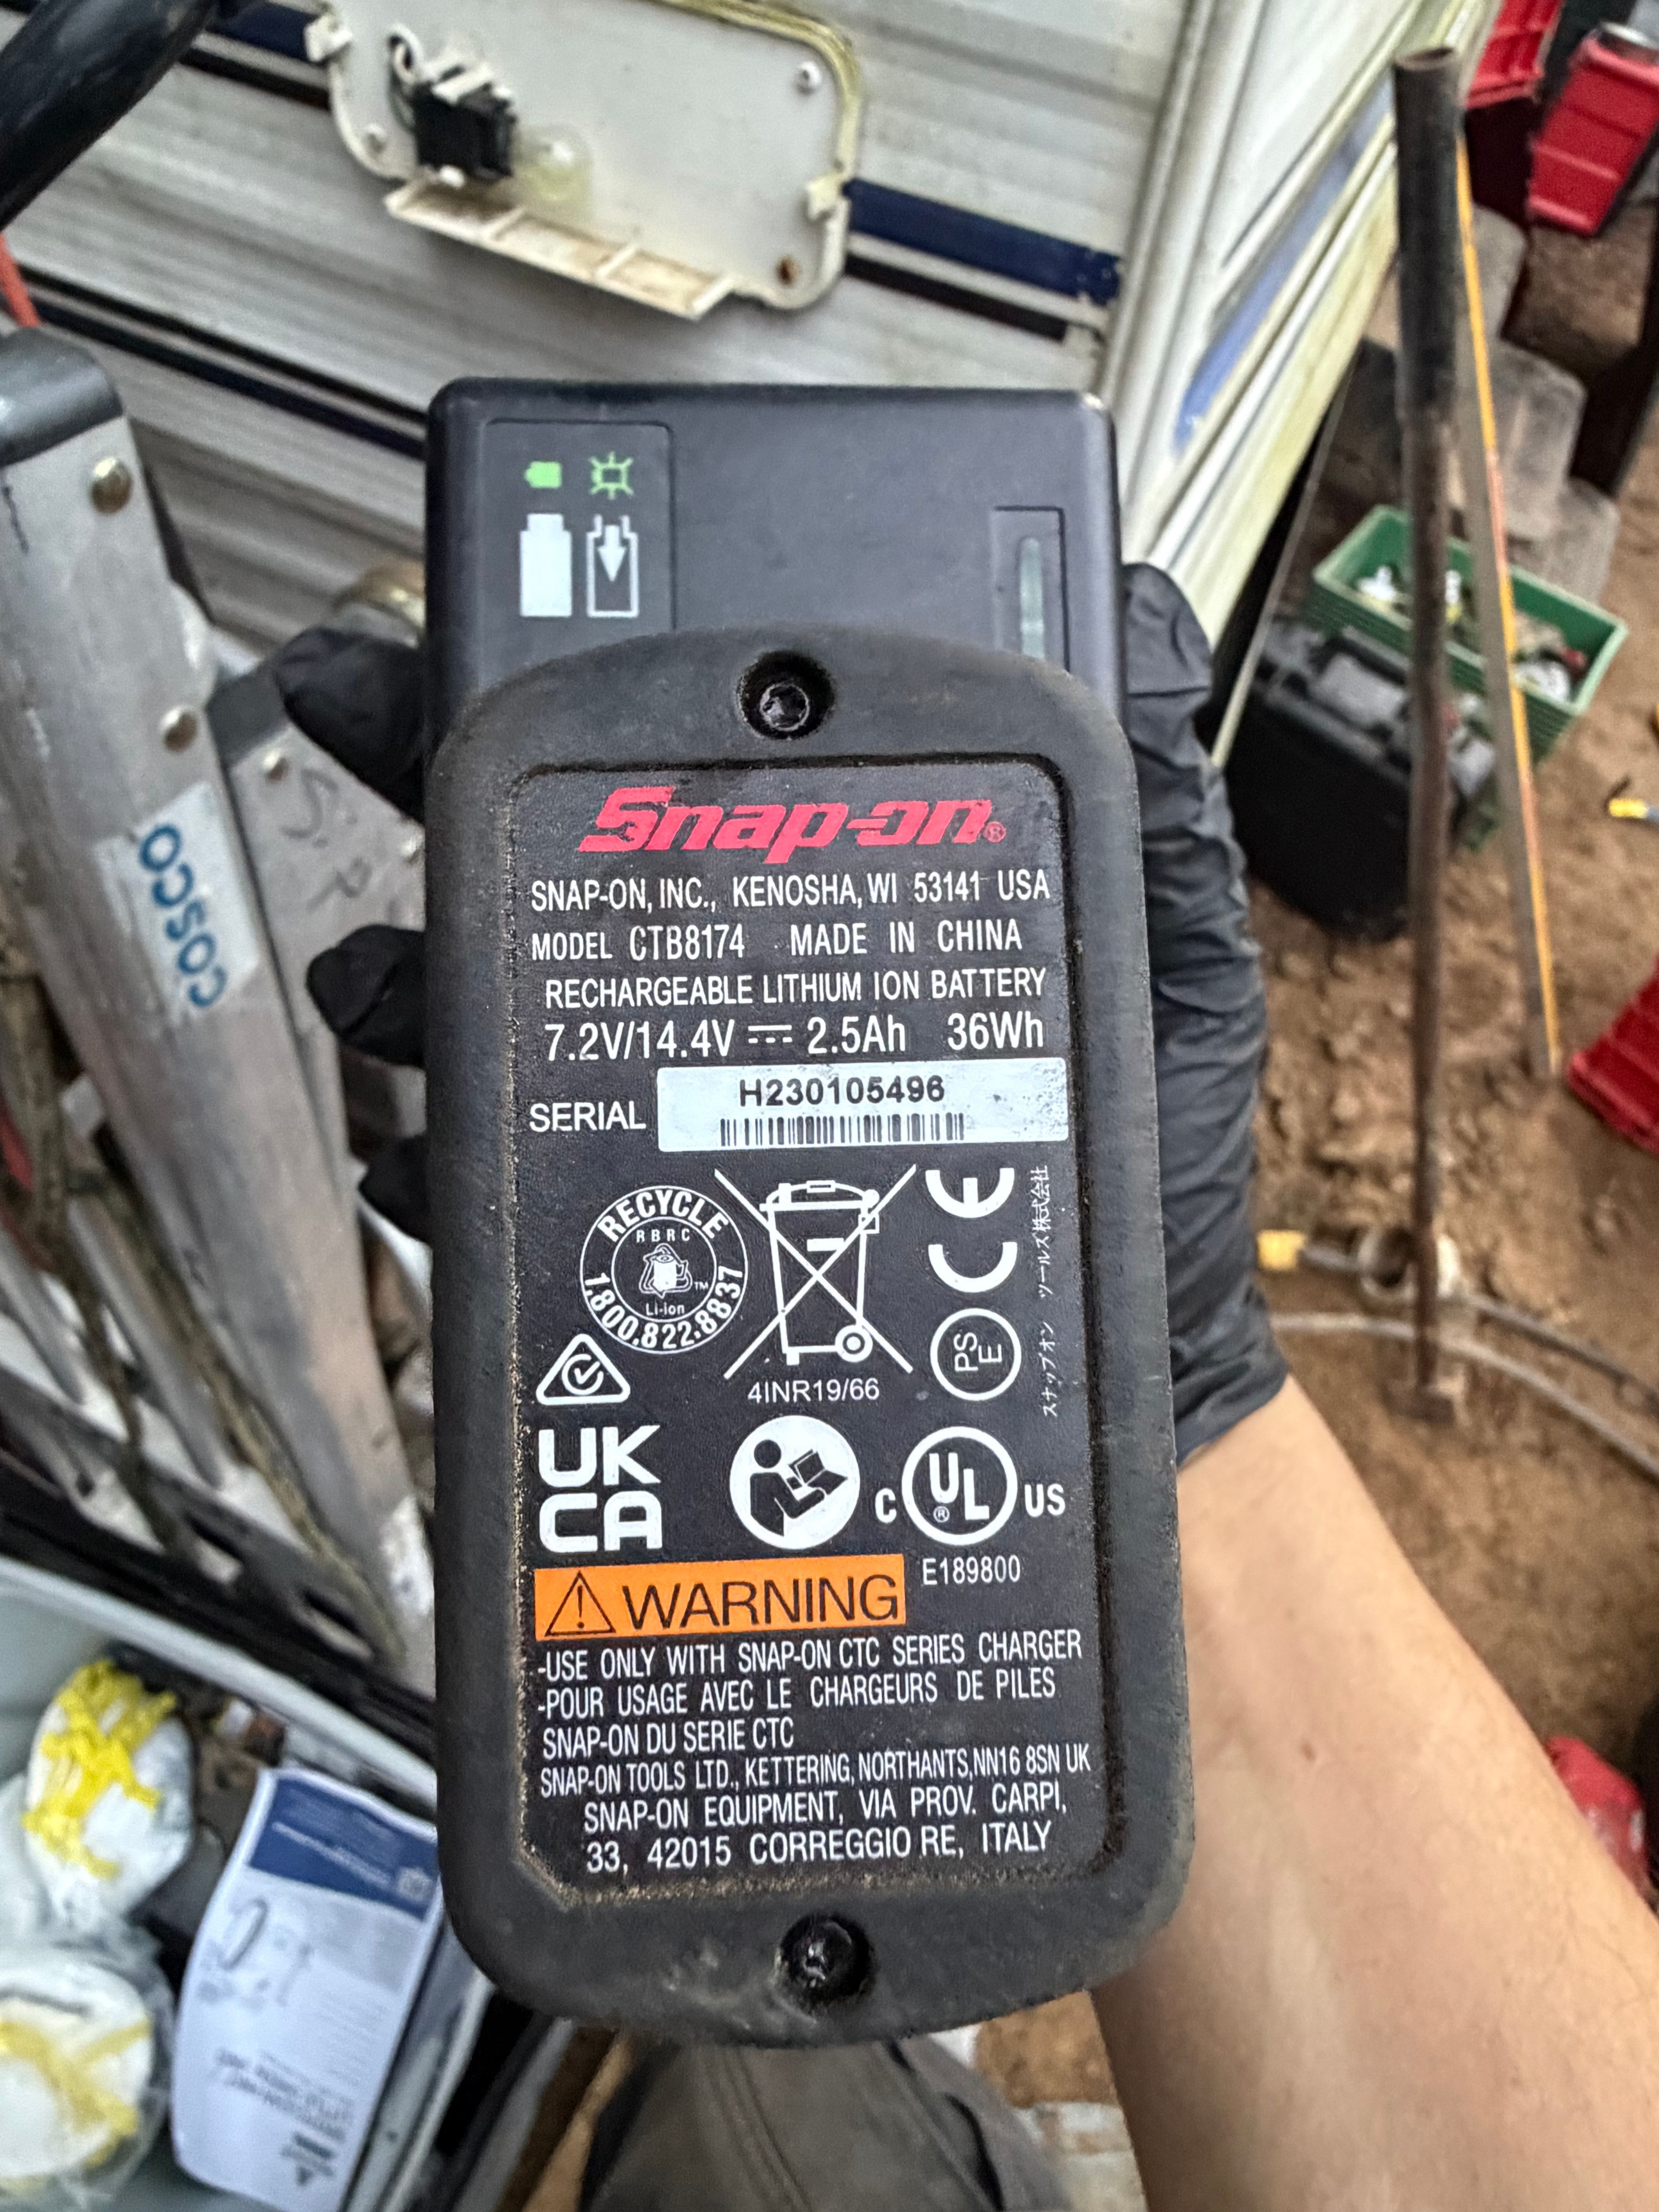 Snap-on®
SNAP-ON, INC., KENOSHA, WI 53141 USA
MODEL CTB8174 MADE IN CHINA
RECHARGEABLE LITHIUM ION BATTERY
7.2V/14.4V ⎓ 2.5Ah 36Wh
SERIAL H230105496
RECYCLE
RBRC
TM
Li-ion
1.800.822.8837
CE
PS
E
スナップオン ツールズ株式会社
4INR19/66
UK
CA
C UL® US
E189800
⚠ WARNING
-USE ONLY WITH SNAP-ON CTC SERIES CHARGER
-POUR USAGE AVEC LE CHARGEURS DE PILES
SNAP-ON DU SERIE CTC
SNAP-ON TOOLS LTD., KETTERING, NORTHANTS, NN16 8SN UK
SNAP-ON EQUIPMENT, VIA PROV. CARPI,
33, 42015 CORREGGIO RE, ITALY
COSCO